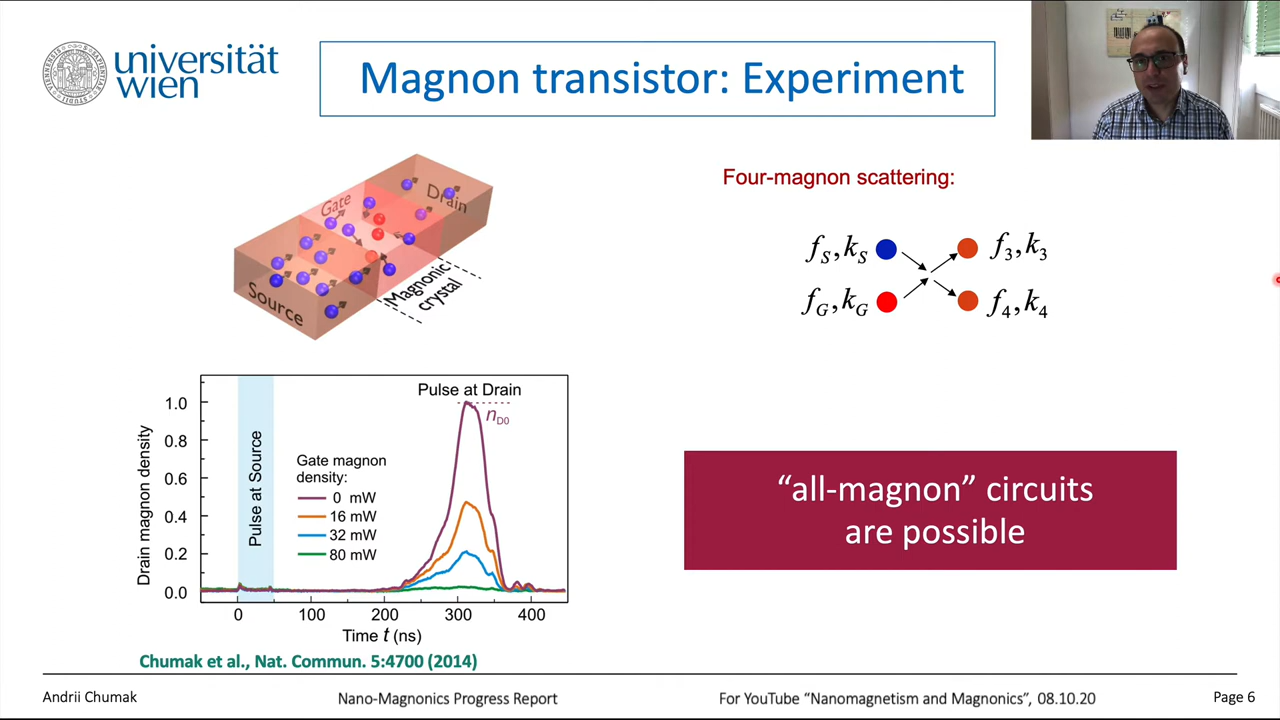 universität
wien
Magnon transistor: Experiment
Gate
Drain
Source
Magnonic
crystal
Four-magnon scattering:
f_S,k_S
f_3,k_3
f_G,k_G
f_4,k_4
Pulse at Drain
n_D0
Drain magnon density
1.0
0.8
0.6
0.4
0.2
0.0
Pulse at Source
Gate magnon
density:
0 mW
16 mW
32 mW
80 mW
0
100
200
300
400
Time t (ns)
"all-magnon" circuits
are possible
Chumak et al., Nat. Commun. 5:4700 (2014)
Andrii Chumak
Nano-Magnonics Progress Report
For YouTube "Nanomagnetism and Magnonics", 08.10.20
Page 6